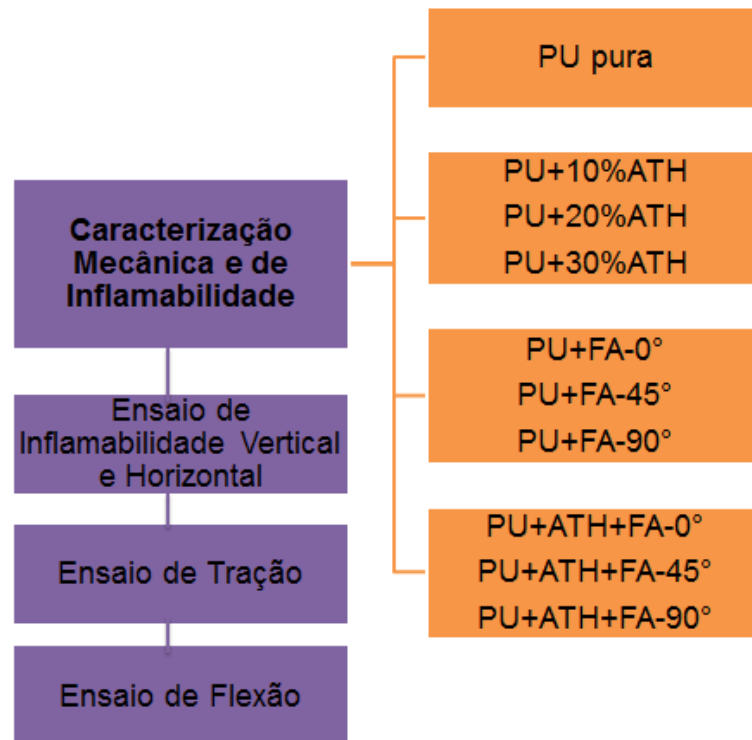 Caracterização
Mecânica e de
Inflamabilidade
Ensaio de
Inflamabilidade Vertical
e Horizontal
Ensaio de Tração
Ensaio de Flexão
PU pura
PU+10%ATH
PU+20%ATH
PU+30%ATH
PU+FA-0°
PU+FA-45°
PU+FA-90°
PU+ATH+FA-0°
PU+ATH+FA-45°
PU+ATH+FA-90°